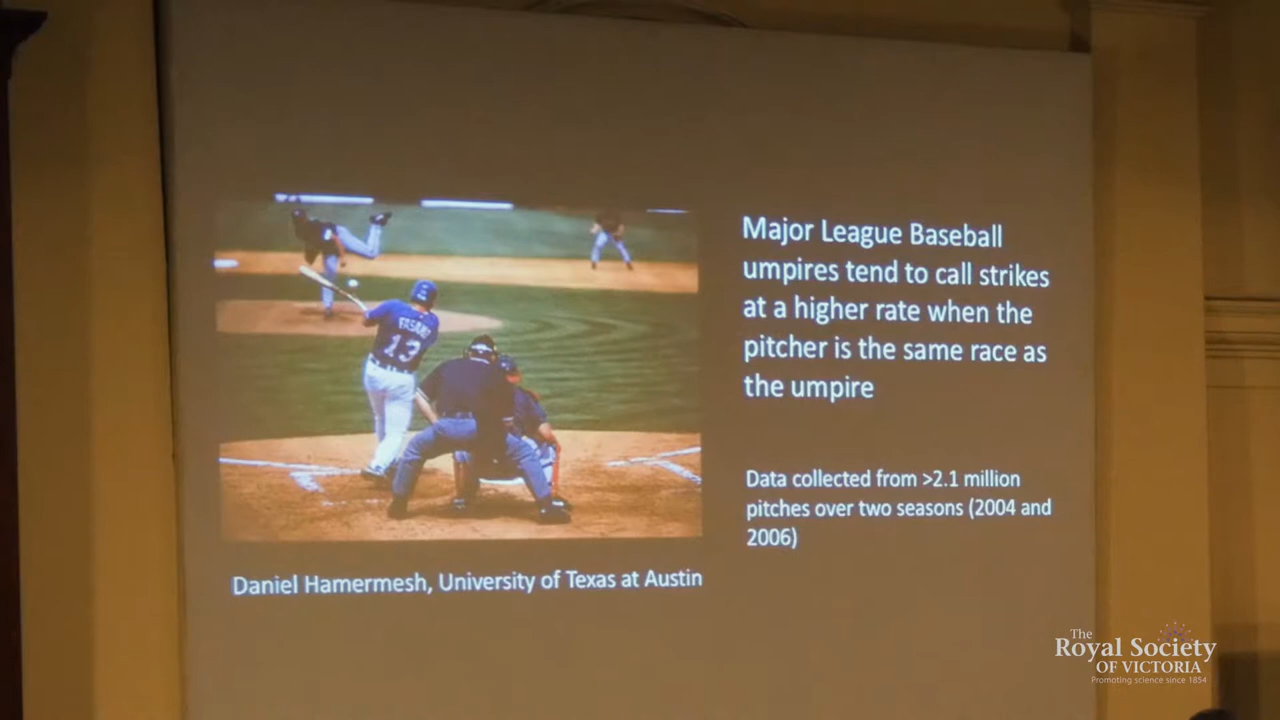 Major League Baseball
umpires tend to call strikes
at a higher rate when the
pitcher is the same race as
the umpire
Data collected from >2.1 million
pitches over two seasons (2004 and
2006)
FASANO
13
Daniel Hamermesh, University of Texas at Austin
The
Royal Society
OF VICTORIA
Promoting science since 1854